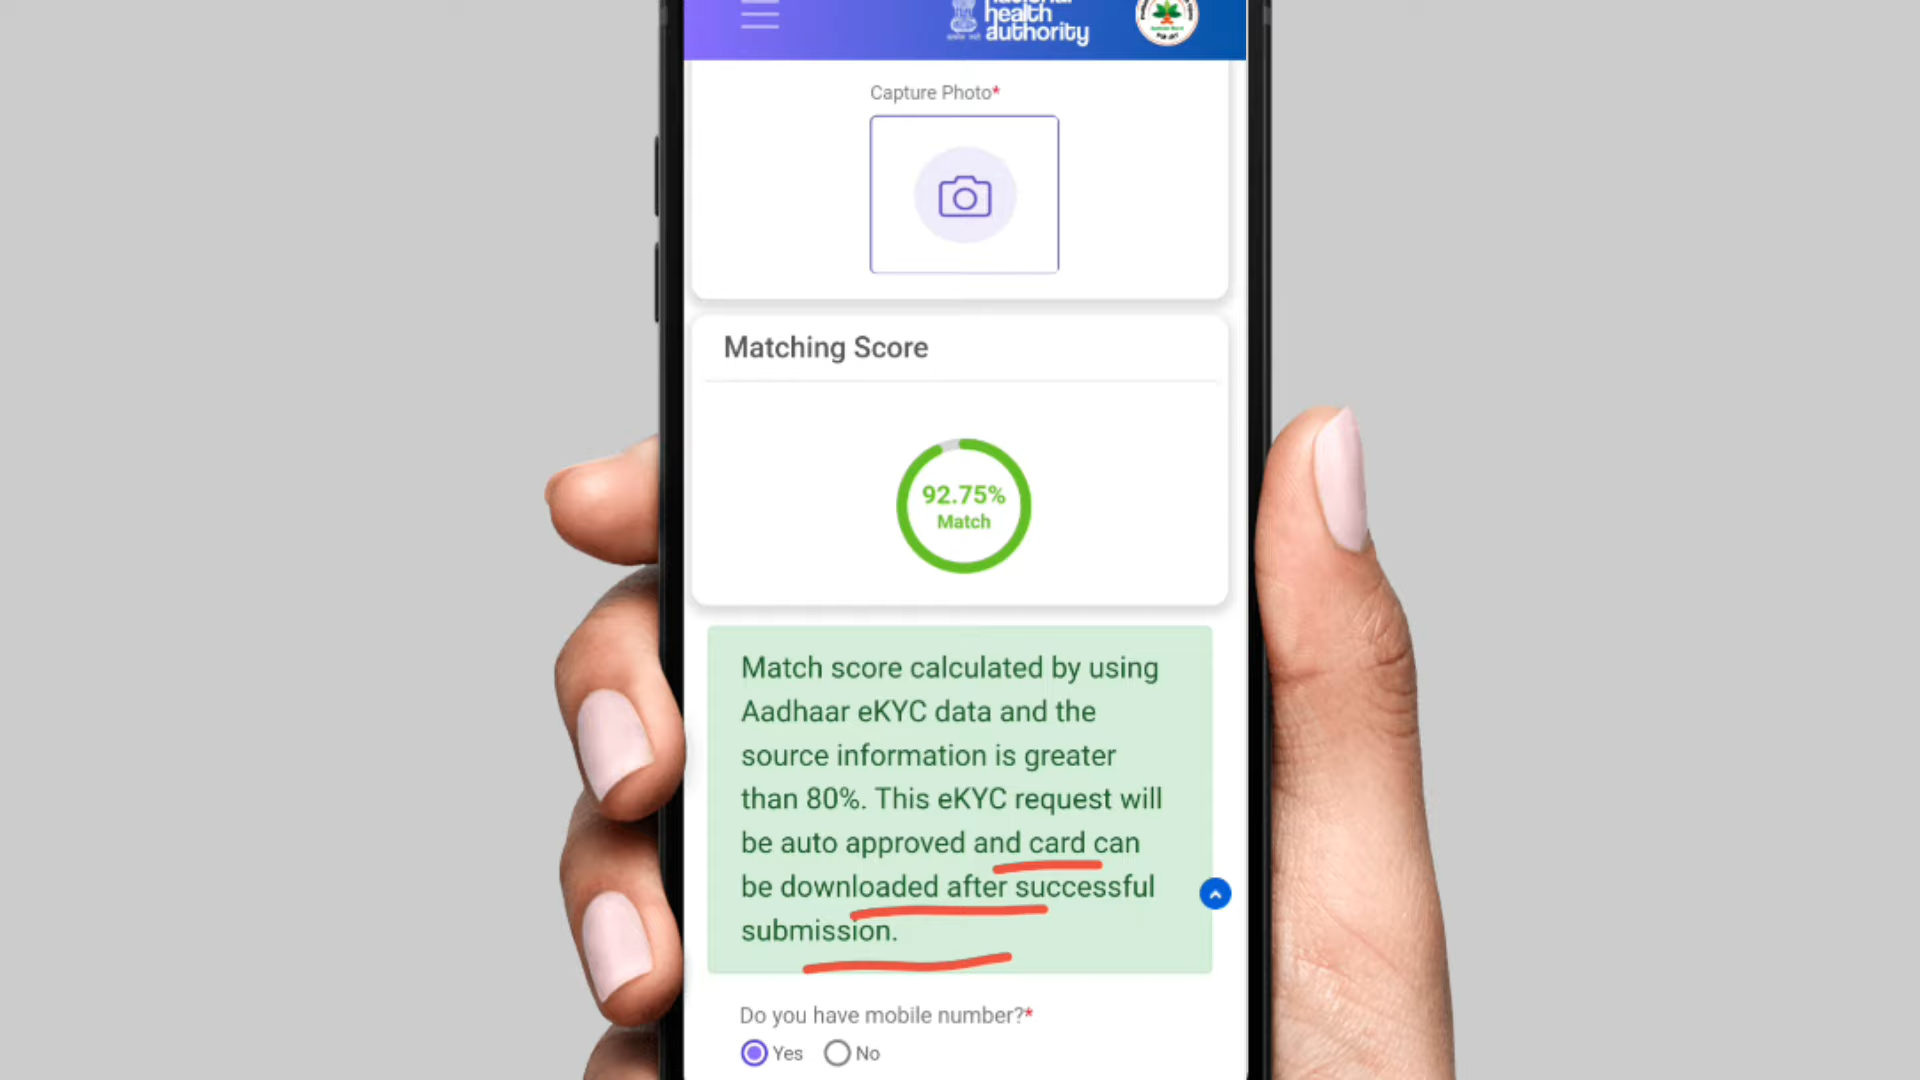 health
authority
Capture Photo*
Matching Score
92.75%
Match
Match score calculated by using
Aadhaar eKYC data and the
source information is greater
than 80%. This eKYC request will
be auto approved and card can
be downloaded after successful
submission.
Do you have mobile number?*
Yes No